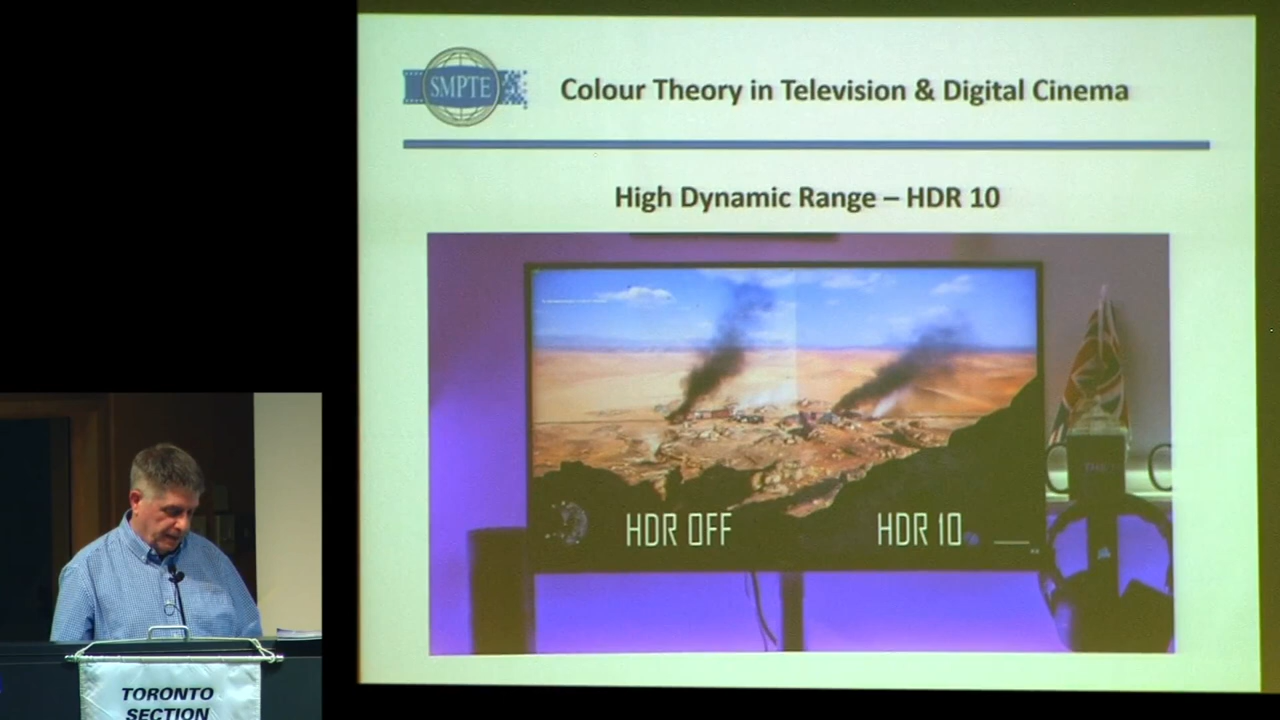 SMPTE
Colour Theory in Television & Digital Cinema
High Dynamic Range – HDR 10
HDR OFF
HDR 10
TORONTO
SECTION